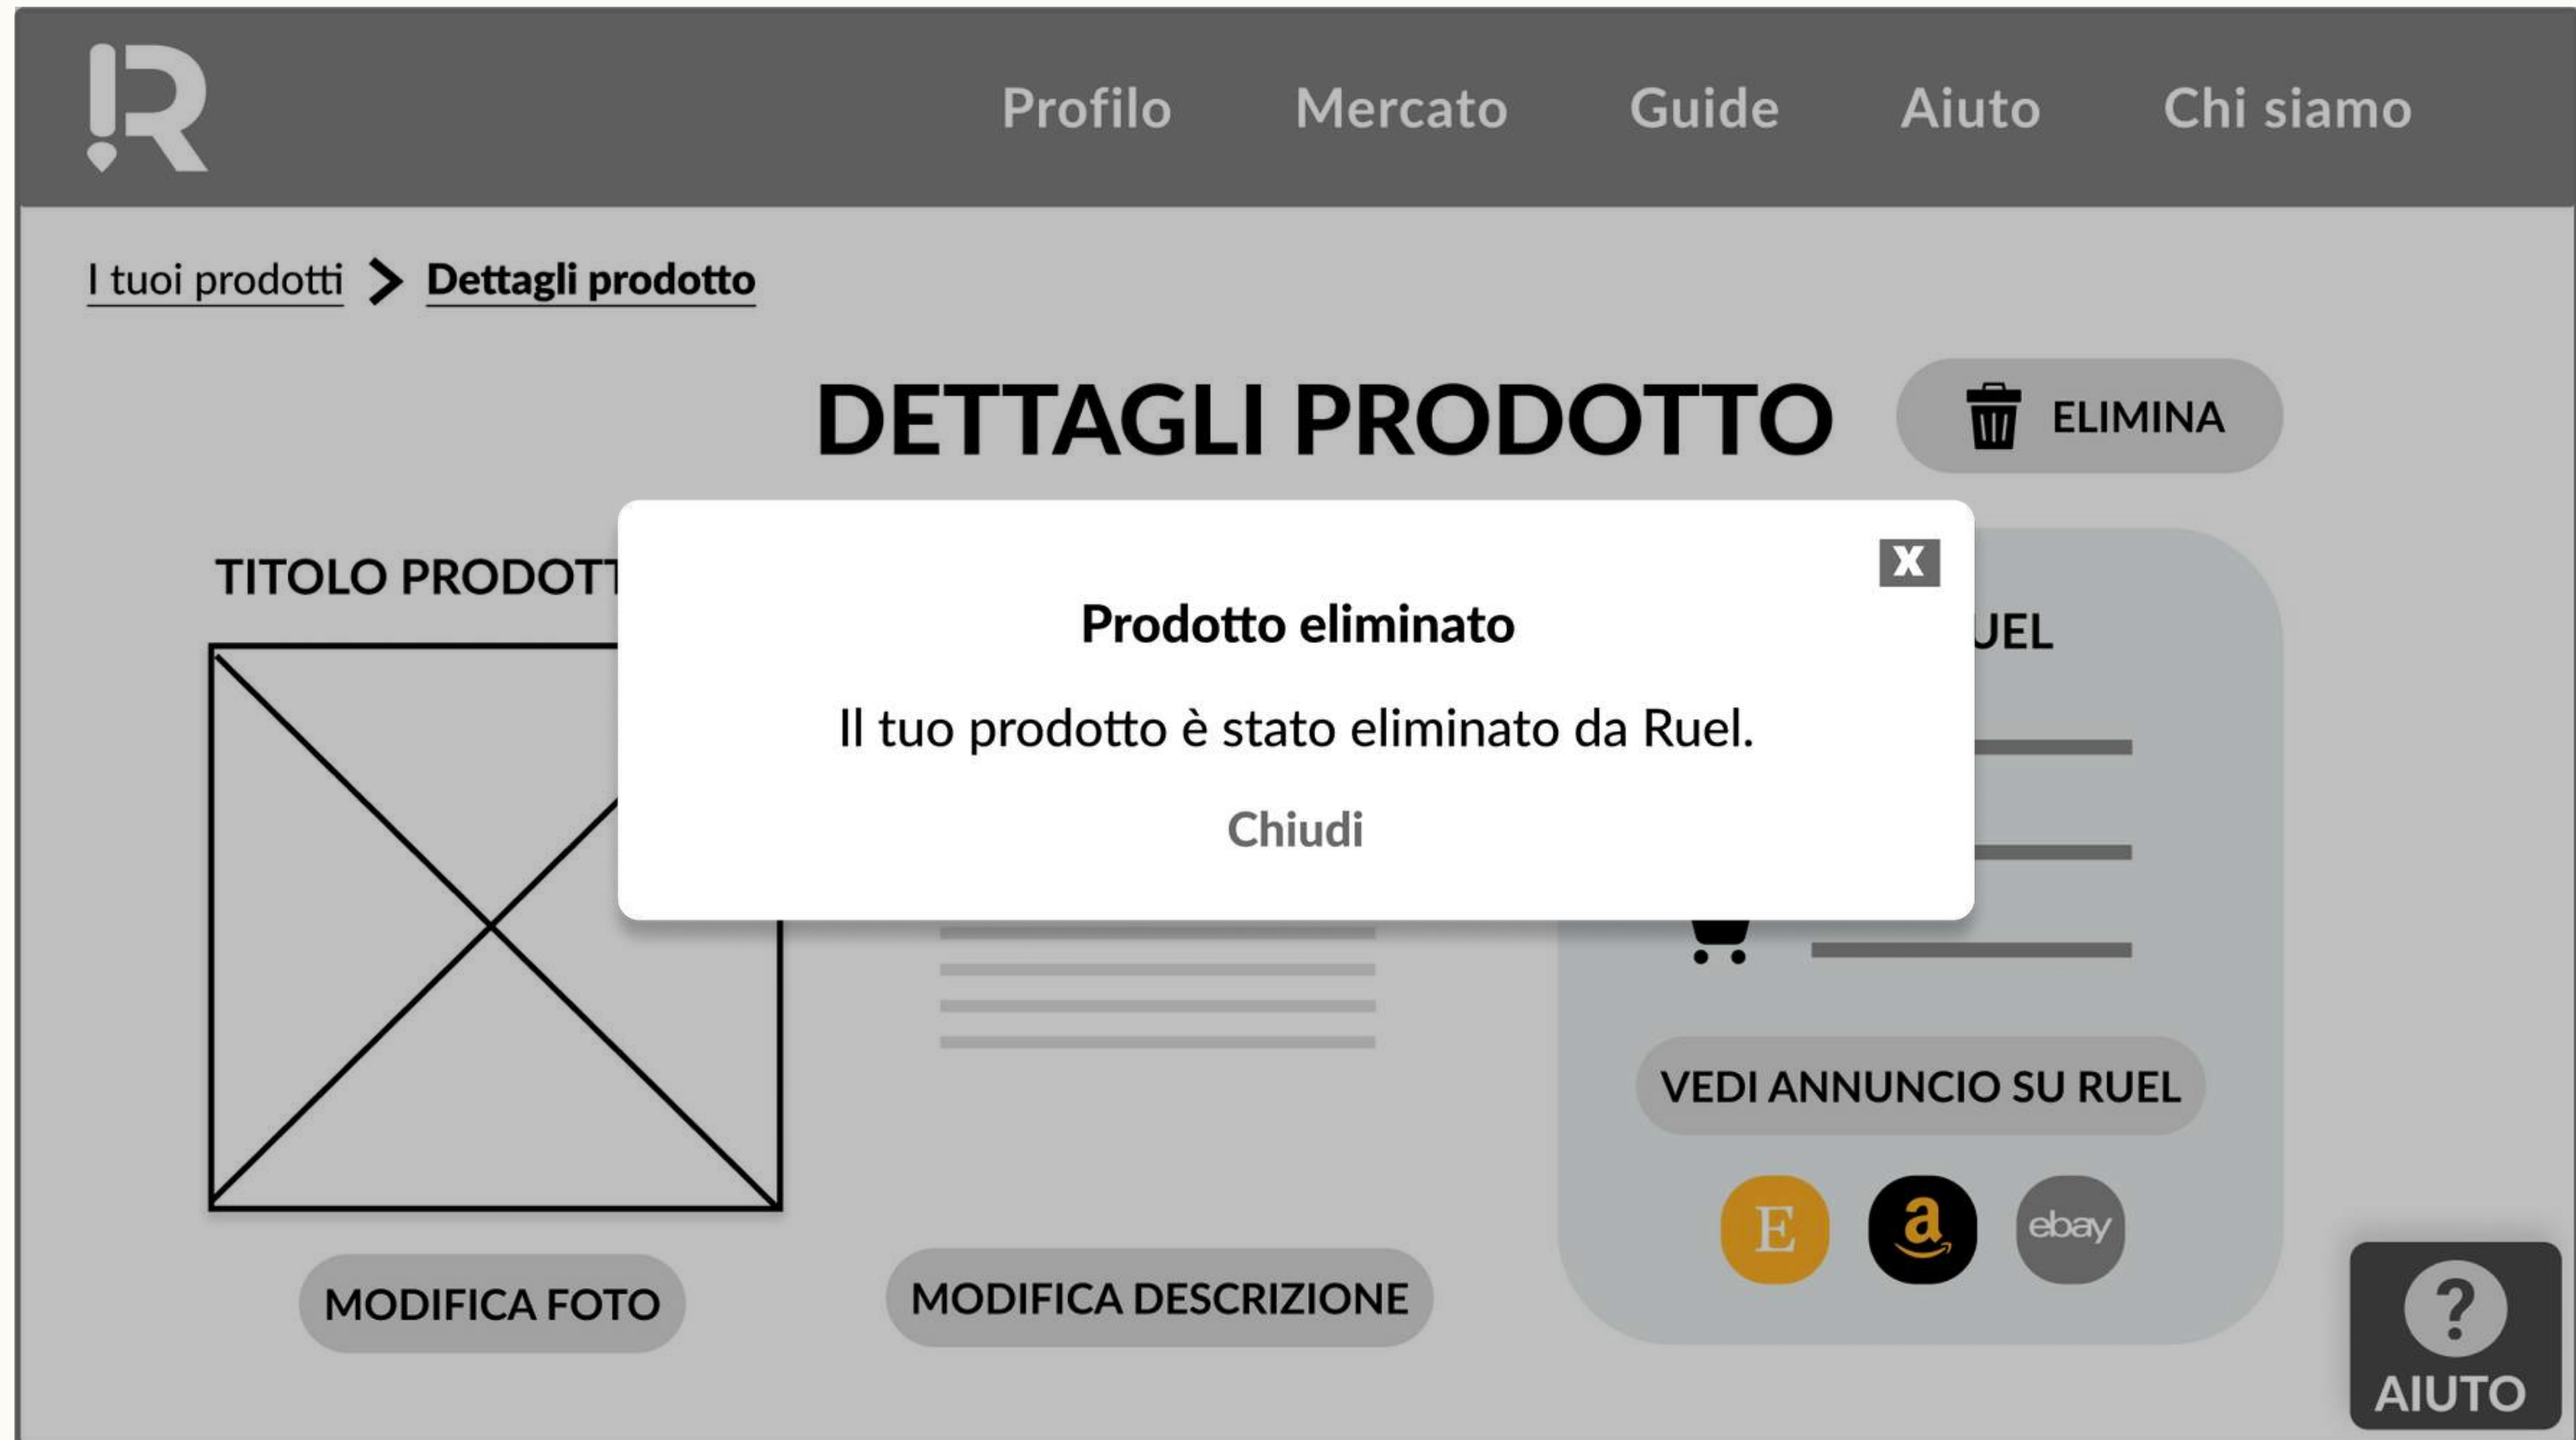 R
Profilo Mercato Guide Aiuto Chi siamo
I tuoi prodotti > Dettagli prodotto
DETTAGLI PRODOTTO
ELIMINA
TITOLO PRODOTT
X
Prodotto eliminato
Il tuo prodotto è stato eliminato da Ruel.
Chiudi
UEL
VEDI ANNUNCIO SU RUEL
E a ebay
MODIFICA FOTO
MODIFICA DESCRIZIONE
?
AIUTO